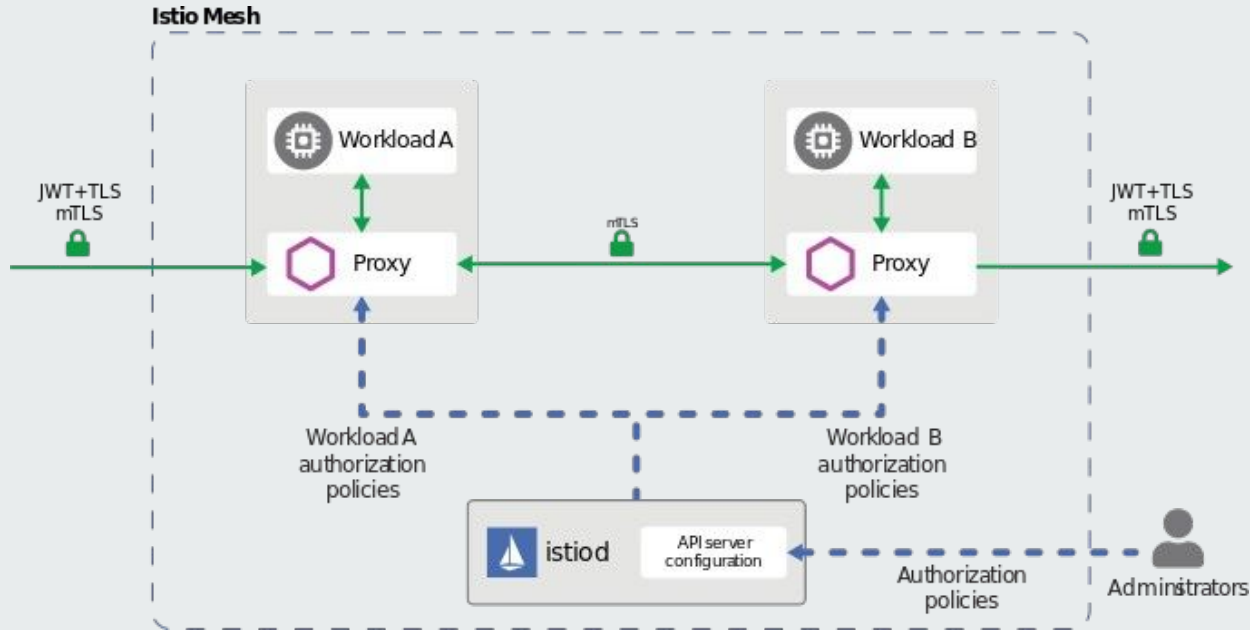 Istio Mesh
Workload A
Workload B
JWT+TLS
mTLS
JWT+TLS
mTLS
mTLS
Proxy
Proxy
Workload A
authorization
policies
Workload B
authorization
policies
istiod
API server
configuration
Authorization
policies
Administrators